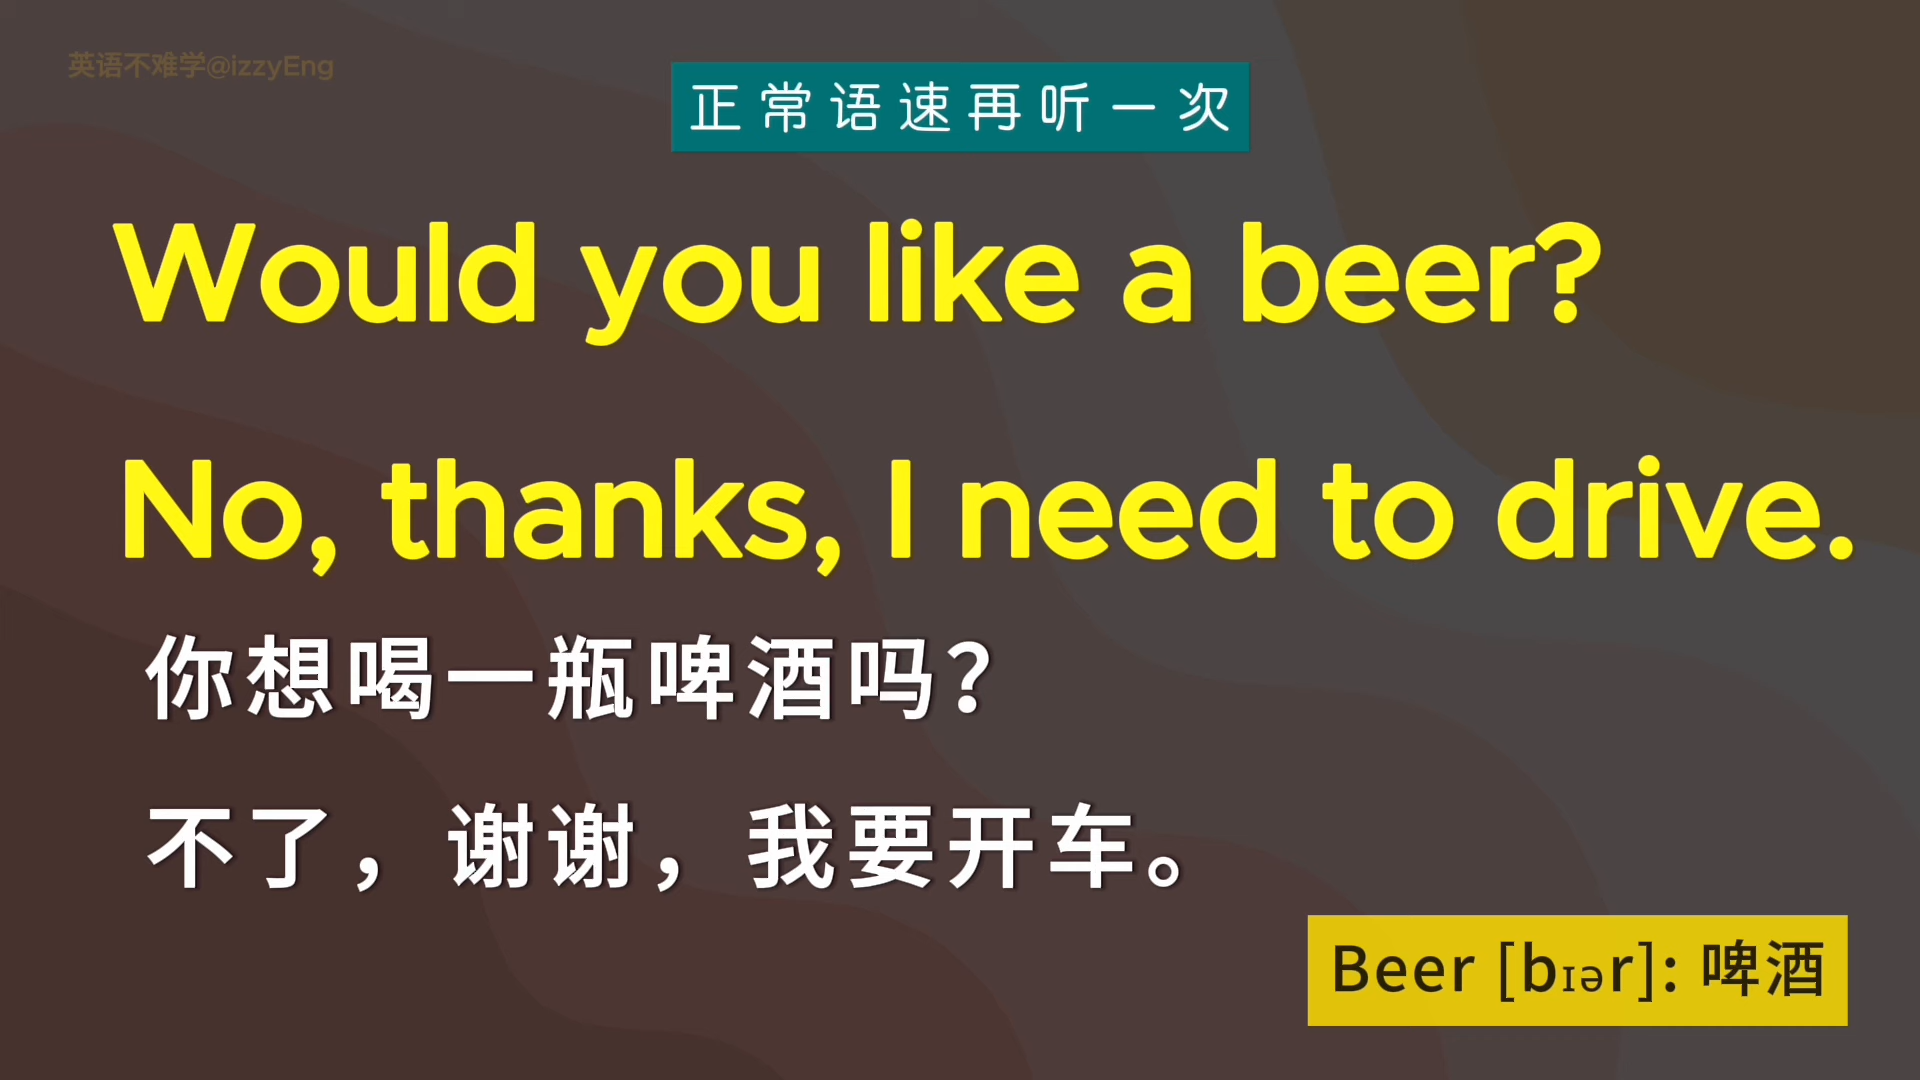 英语不难学@izzyEng
正常语速再听一次
Would you like a beer?
No, thanks, I need to drive.
你想喝一瓶啤酒吗？
不了，谢谢，我要开车。
Beer [bɪər]: 啤酒